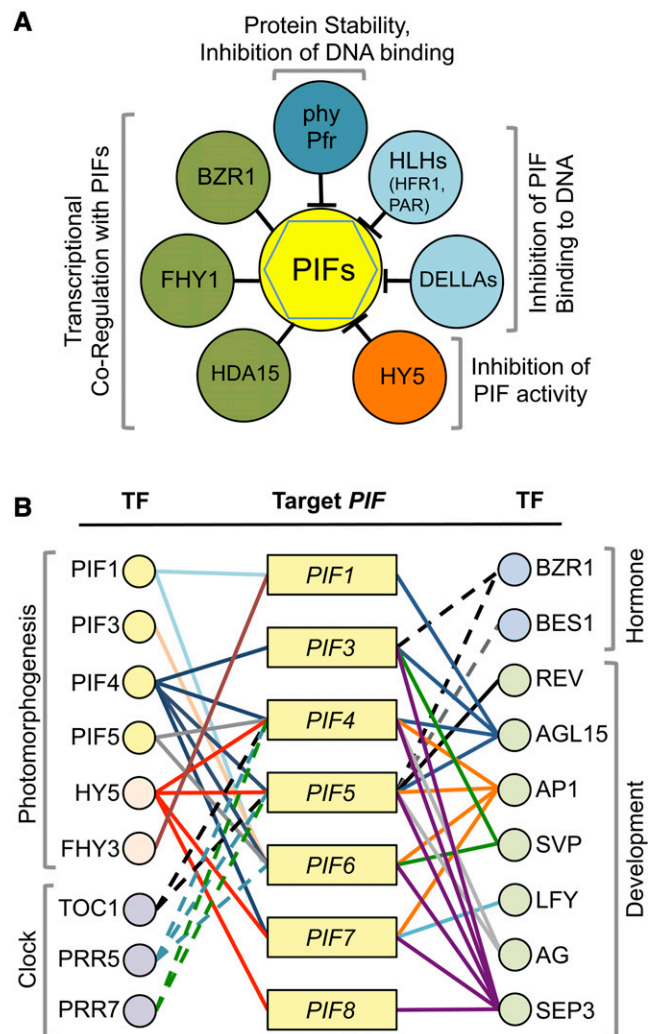 A
Protein Stability,
Inhibition of DNA binding
Transcriptional
Co-Regulation with PIFs
phy
Pfr
BZR1
HLHs
(HFR1,
PAR)
FHY1
PIFs
DELLAs
HDA15
HY5
Inhibition of PIF
Binding to DNA
Inhibition of
PIF activity
B
TF
Target PIF
TF
Photomorphogenesis
PIF1
PIF3
PIF4
PIF5
HY5
FHY3
Clock
TOC1
PRR5
PRR7
PIF1
PIF3
PIF4
PIF5
PIF6
PIF7
PIF8
BZR1
BES1
REV
AGL15
AP1
SVP
LFY
AG
SEP3
Hormone
Development